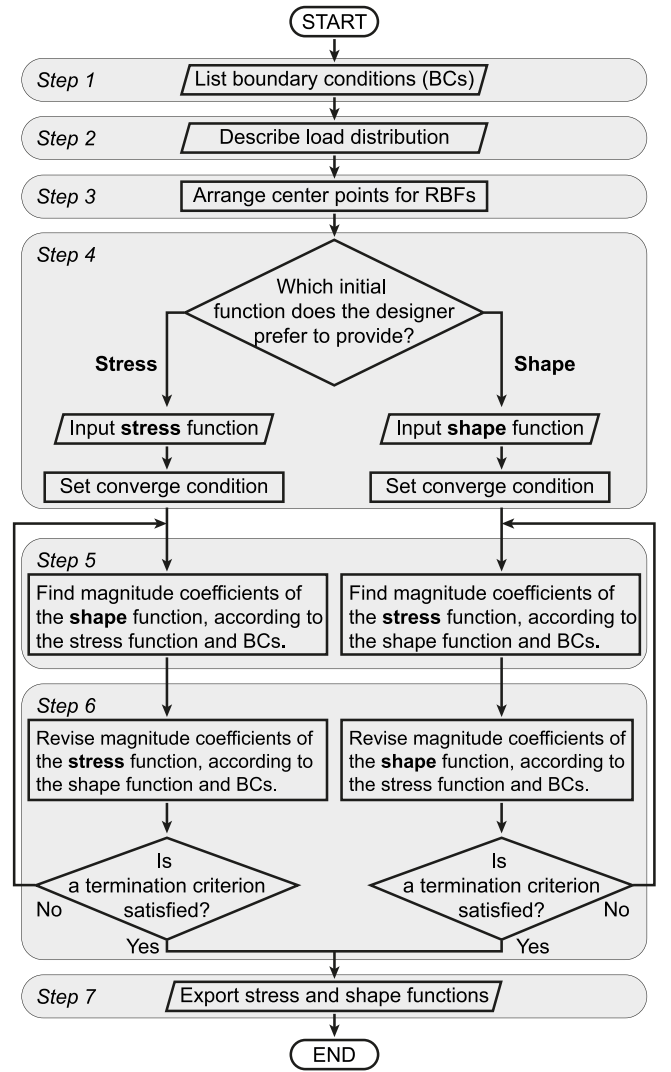 START
Step 1
List boundary conditions (BCs)
Step 2
Describe load distribution
Step 3
Arrange center points for RBFs
Step 4
Which initial
function does the designer
prefer to provide?
Stress
Shape
Input stress function
Input shape function
Set converge condition
Set converge condition
Step 5
Find magnitude coefficients of
the shape function, according to
the stress function and BCs.
Find magnitude coefficients of
the stress function, according to
the shape function and BCs.
Step 6
Revise magnitude coefficients of
the stress function, according to
the shape function and BCs.
Revise magnitude coefficients of
the shape function, according to
the stress function and BCs.
Is
a termination criterion
satisfied?
No
Yes
Is
a termination criterion
satisfied?
No
Yes
Step 7
Export stress and shape functions
END